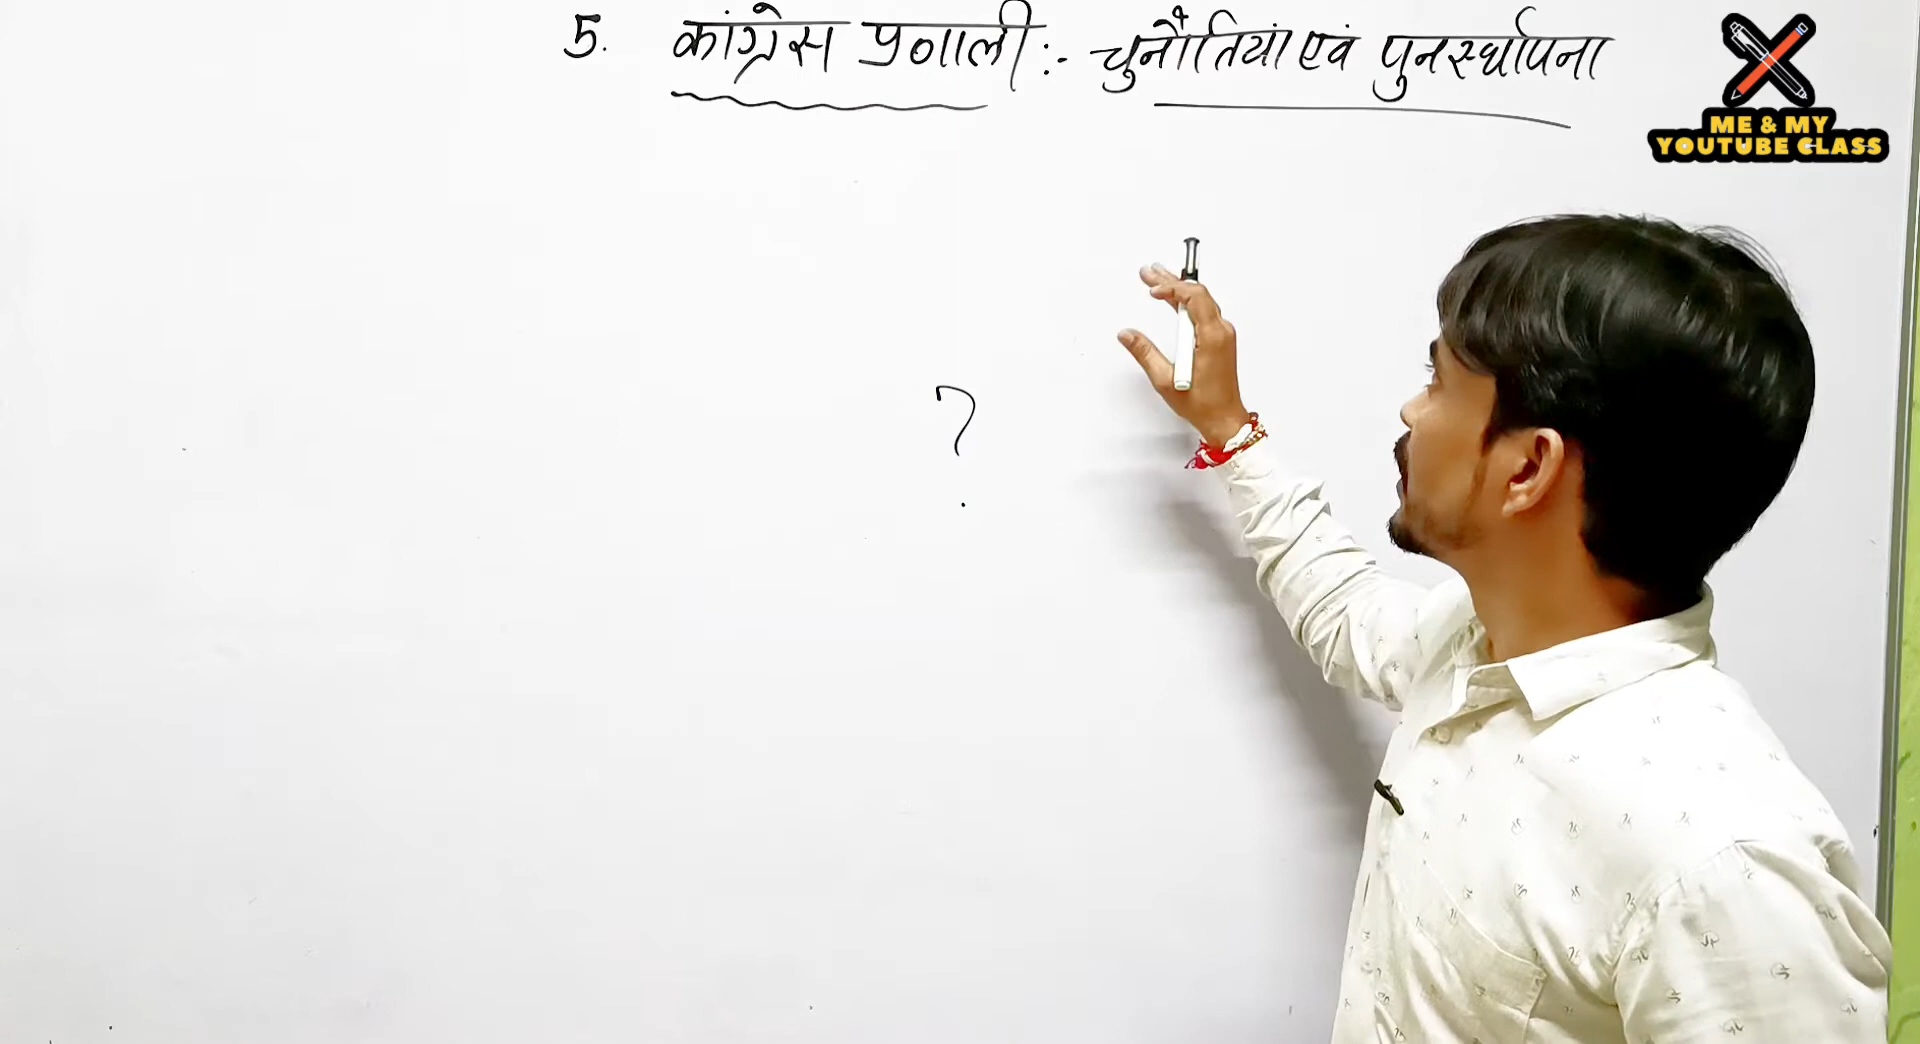 5. कांग्रेस प्रणाली :- चुनौतियां एवं पुनर्स्थापना
?
ME & MY
YOUTUBE CLASS